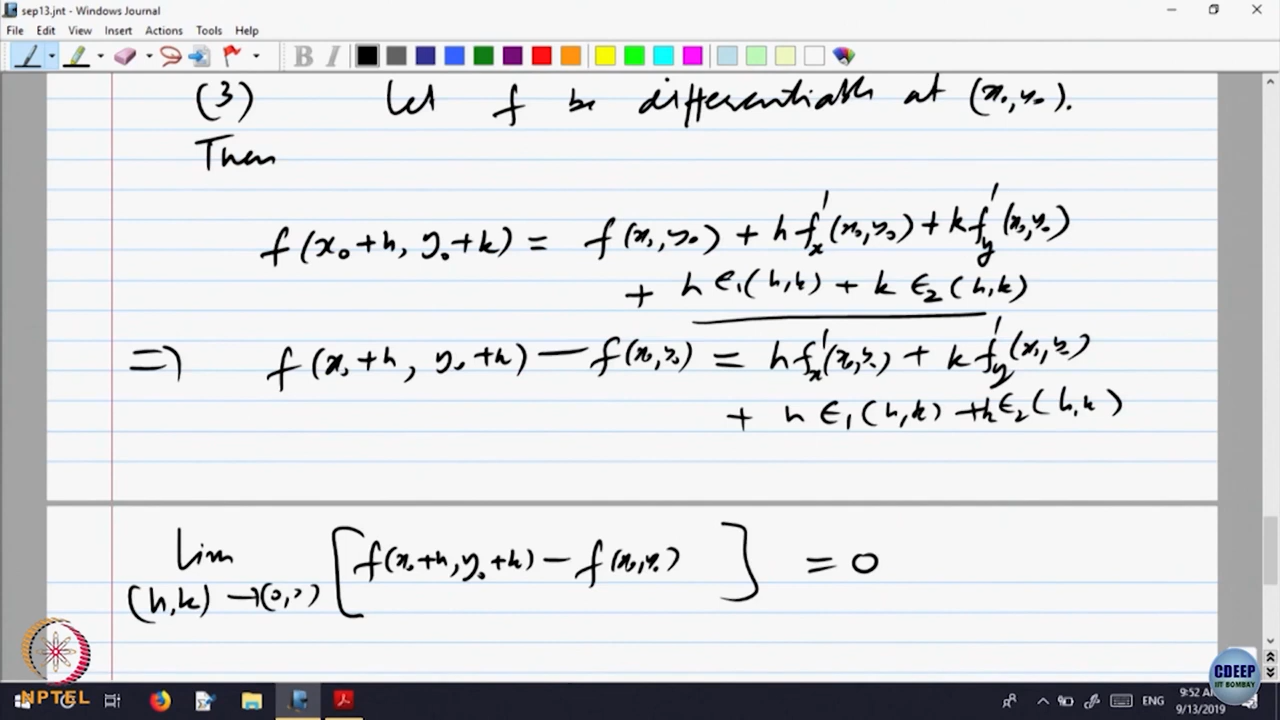 sep13.jnt - Windows Journal
File Edit View Insert Actions Tools Help
B I
(3) Let f be differentiable at (x₀,y₀).
Then
f(x₀+h, y₀+k) = f(x₀,y₀) + h f'ₓ(x₀,y₀) + k f'ᵧ(x₀,y₀)
+ h ϵ₁(h,k) + k ϵ₂(h,k)
⇒ f(x₀+h, y₀+k) − f(x₀,y₀) = h f'ₓ(x₀,y₀) + k f'ᵧ(x₀,y₀)
+ h ϵ₁(h,k) + k ϵ₂(h,k)
lim (h,k) → (0,0) [ f(x₀+h, y₀+k) − f(x₀,y₀) ] = 0
NPTEL
CDEEP
IIT BOMBAY
ENG
9:52 A
9/13/2019